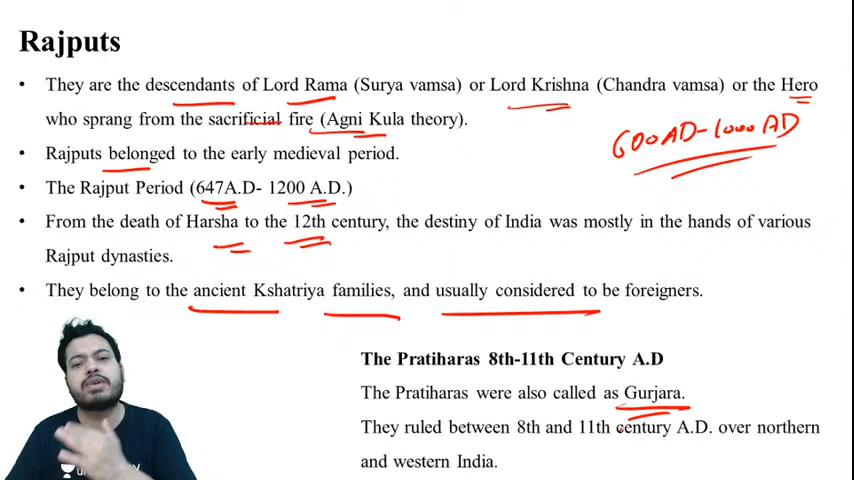 Rajputs
• They are the descendants of Lord Rama (Surya vamsa) or Lord Krishna (Chandra vamsa) or the Hero
who sprang from the sacrificial fire (Agni Kula theory).
600AD-1000AD
• Rajputs belonged to the early medieval period.
• The Rajput Period (647A.D- 1200 A.D.)
• From the death of Harsha to the 12th century, the destiny of India was mostly in the hands of various
Rajput dynasties.
• They belong to the ancient Kshatriya families, and usually considered to be foreigners.
The Pratiharas 8th-11th Century A.D
The Pratiharas were also called as Gurjara.
They ruled between 8th and 11th century A.D. over northern
and western India.